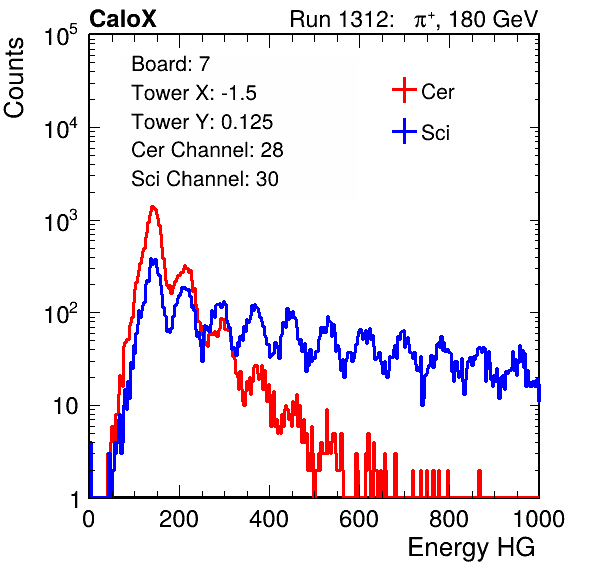 CaloX Run 1312: π⁺, 180 GeV
Board: 7
Tower X: -1.5
Tower Y: 0.125
Cer Channel: 28
Sci Channel: 30
Cer
Sci
Counts
10⁵
10⁴
10³
10²
10
1
0 200 400 600 800 1000
Energy HG